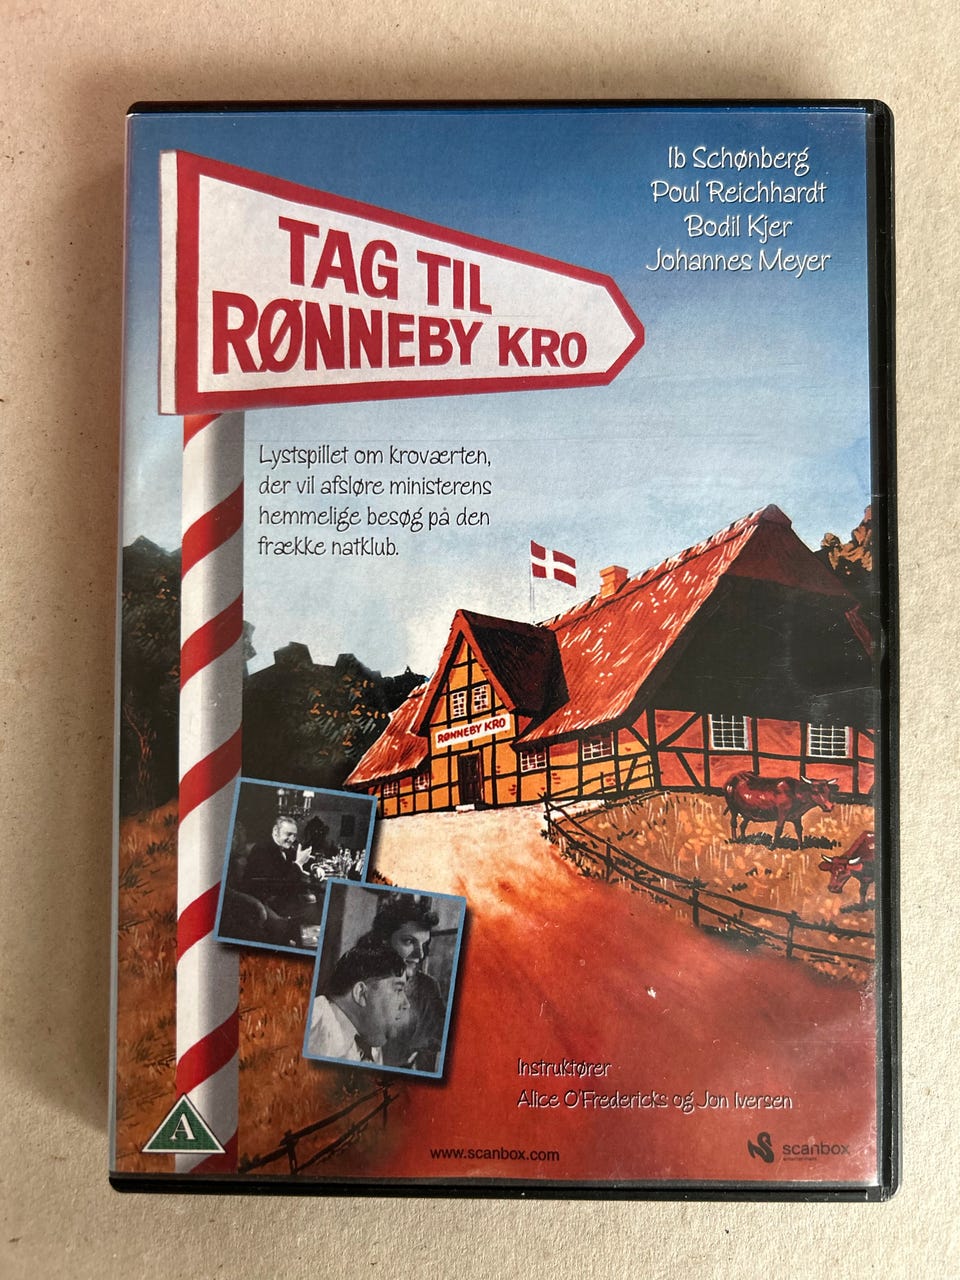 Ib Schønberg
Poul Reichhardt
Bodil Kjer
Johannes Meyer
TAG TIL
RØNNEBY KRO
Lystspillet om kroværten,
der vil afsløre ministerens
hemmelige besøg på den
frække natklub.
RØNNEBY KRO
Instruktører
Alice O'Fredericks og Jon Iversen
A
www.scanbox.com
scanbox